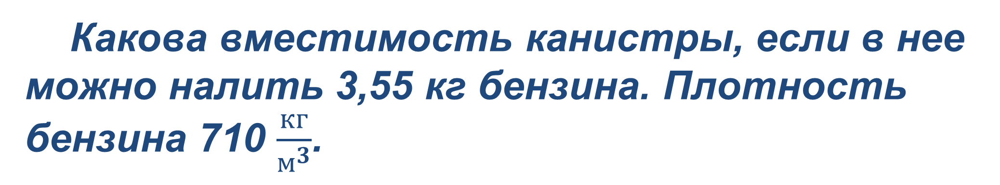 Какова вместимость канистры, если в нее
можно налить 3,55 кг бензина. Плотность
бензина 710 кг/м³.